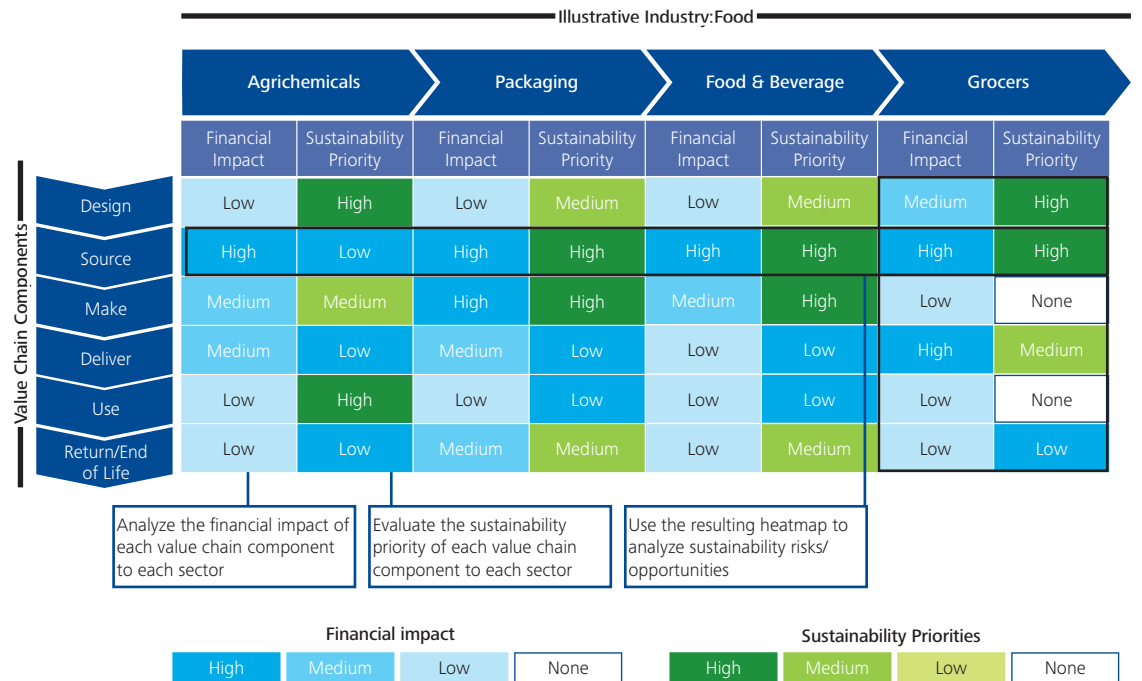 Illustrative Industry:Food
Agrichemicals
Packaging
Food & Beverage
Grocers
Financial Impact
Sustainability Priority
Financial Impact
Sustainability Priority
Financial Impact
Sustainability Priority
Financial Impact
Sustainability Priority
Value Chain Components
Design
Low
High
Low
Medium
Low
Medium
Medium
High
Source
High
Low
High
High
High
High
High
High
Make
Medium
Medium
High
High
Medium
High
Low
None
Deliver
Medium
Low
Medium
Low
Low
Low
High
Medium
Use
Low
High
Low
Low
Low
Low
Low
None
Return/End
of Life
Low
Low
Medium
Medium
Low
Medium
Low
Low
Analyze the financial impact of
each value chain component
to each sector
Evaluate the sustainability
priority of each value chain
component to each sector
Use the resulting heatmap to
analyze sustainability risks/
opportunities
Financial impact
High
Medium
Low
None
Sustainability Priorities
High
Medium
Low
None